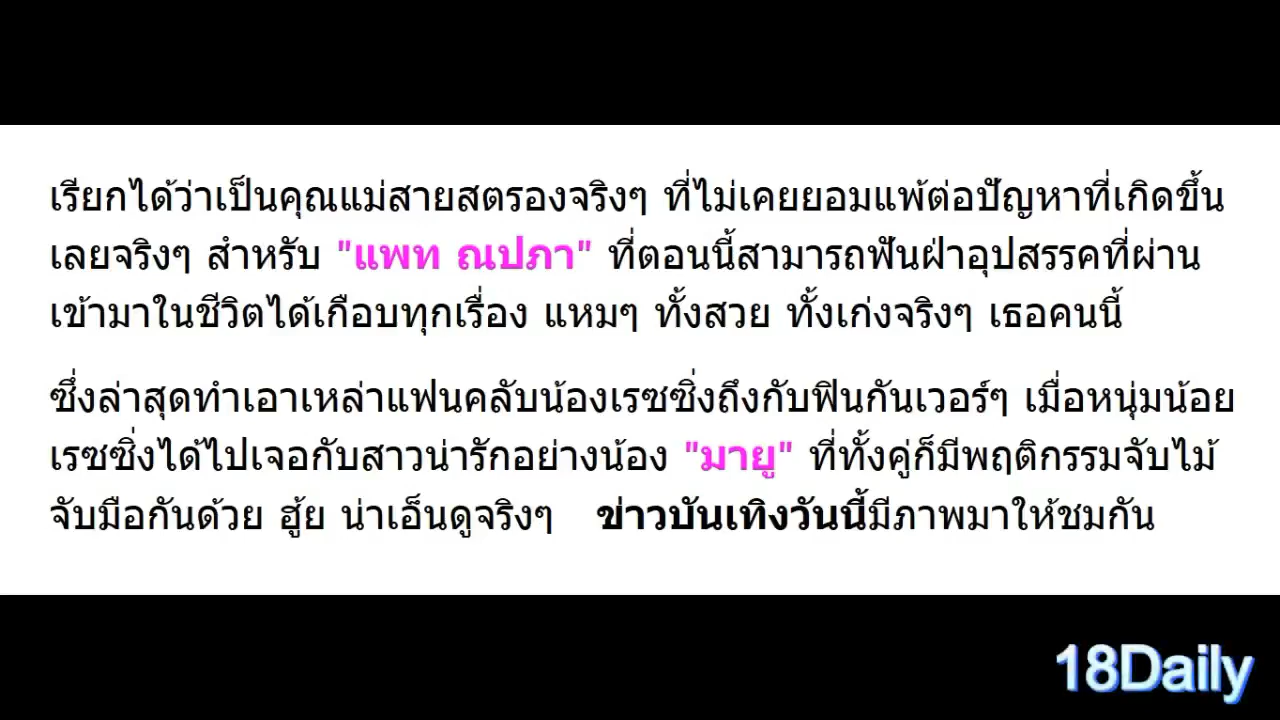 เรียกได้ว่าเป็นคุณแม่สายสตรองจริงๆ ที่ไม่เคยยอมแพ้ต่อปัญหาที่เกิดขึ้น
เลยจริงๆ สำหรับ "แพท ณปภา" ที่ตอนนี้สามารถฟันฝ่าอุปสรรคที่ผ่าน
เข้ามาในชีวิตได้เกือบทุกเรื่อง แหมๆ ทั้งสวย ทั้งเก่งจริงๆ เธอคนนี้
ซึ่งล่าสุดทำเอาเหล่าแฟนคลับน้องเรซซิ่งถึงกับฟินกันเวอร์ๆ เมื่อหนุ่มน้อย
เรซซิ่งได้ไปเจอกับสาวน่ารักอย่างน้อง "มายู" ที่ทั้งคู่ก็มีพฤติกรรมจับไม้
จับมือกันด้วย ฮู้ย น่าเอ็นดูจริงๆ ข่าวบันเทิงวันนี้มีภาพมาให้ชมกัน
18Daily